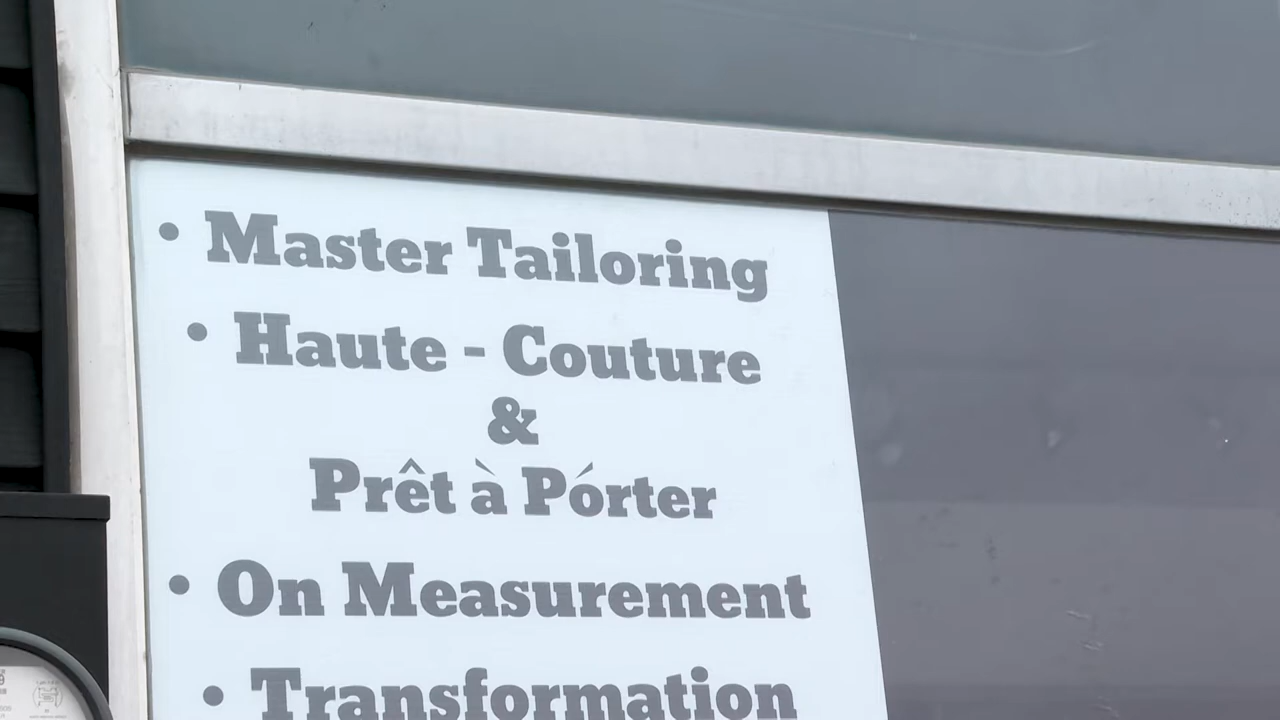 • Master Tailoring
• Haute - Couture
&
Prêt à Pórter
• On Measurement
• Transformation